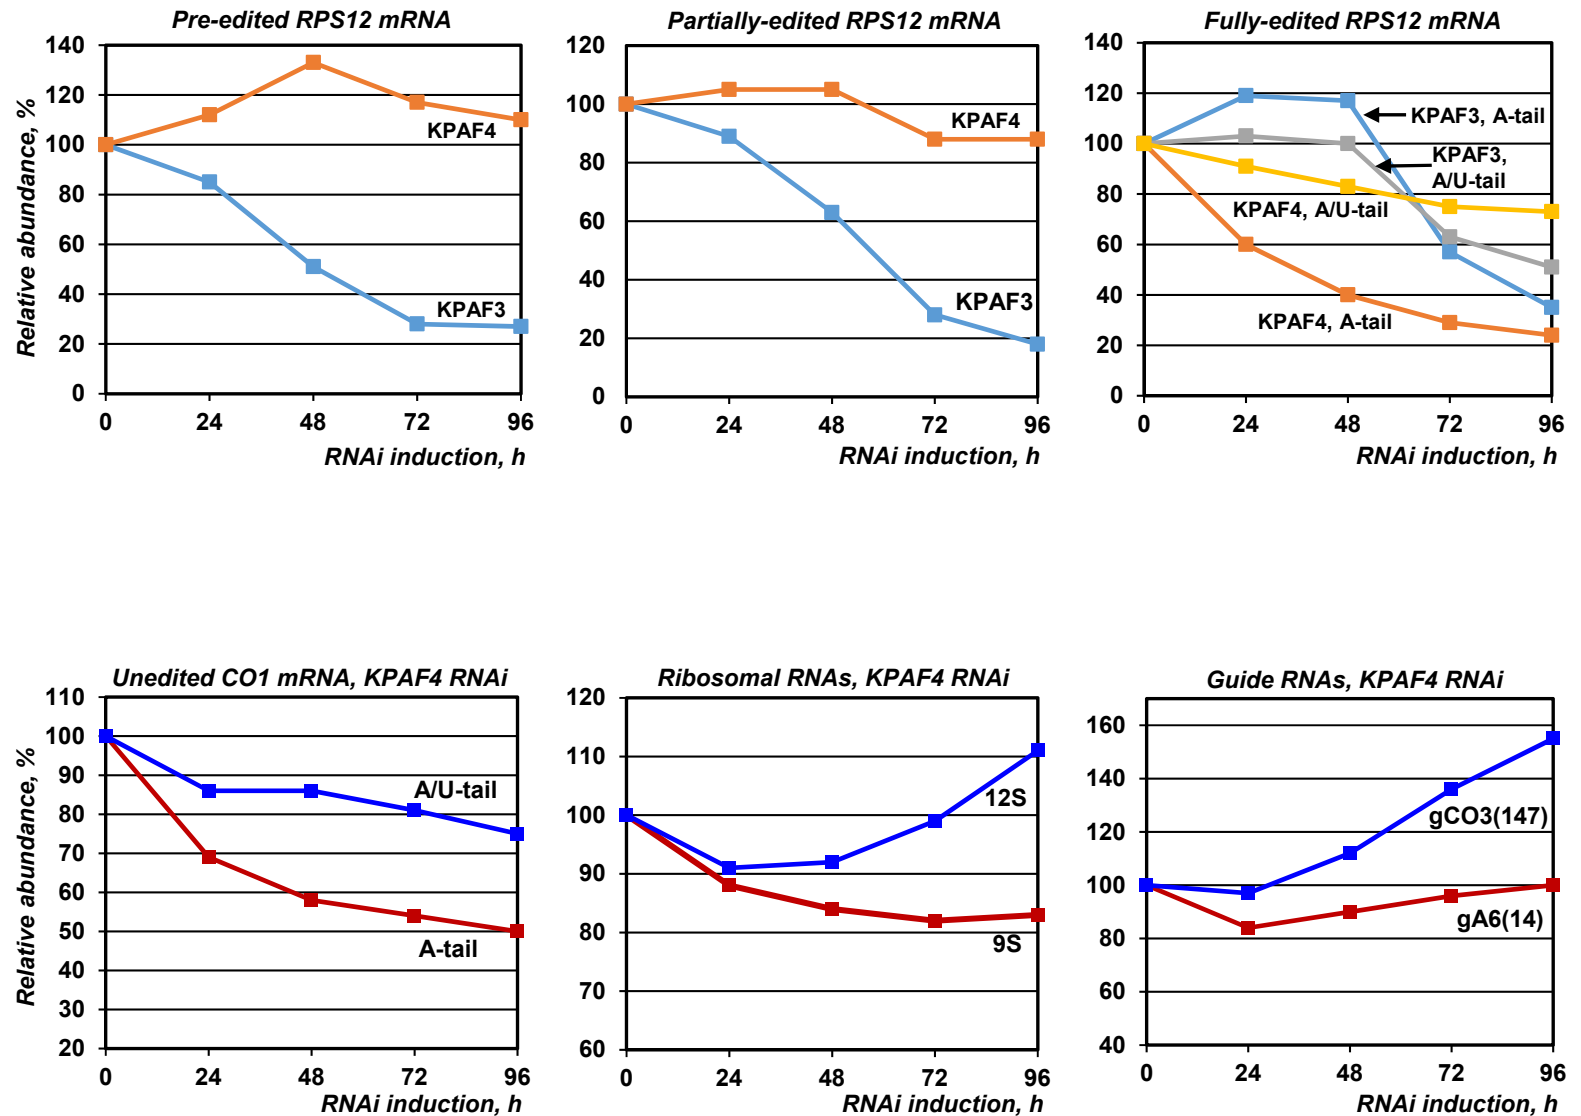 Pre-edited RPS12 mRNA
Relative abundance, %
140
120
100
80
60
40
20
0
KPAF4
KPAF3
0 24 48 72 96
RNAi induction, h
Partially-edited RPS12 mRNA
120
100
80
60
40
20
0
KPAF4
KPAF3
0 24 48 72 96
RNAi induction, h
Fully-edited RPS12 mRNA
140
120
100
80
60
40
20
0
KPAF3, A-tail
KPAF3,
A/U-tail
KPAF4, A/U-tail
KPAF4, A-tail
0 24 48 72 96
RNAi induction, h
Unedited CO1 mRNA, KPAF4 RNAi
Relative abundance, %
110
100
90
80
70
60
50
40
30
20
A/U-tail
A-tail
0 24 48 72 96
RNAi induction, h
Ribosomal RNAs, KPAF4 RNAi
120
110
100
90
80
70
60
12S
9S
0 24 48 72 96
RNAi induction, h
Guide RNAs, KPAF4 RNAi
160
140
120
100
80
60
40
gCO3(147)
gA6(14)
0 24 48 72 96
RNAi induction, h